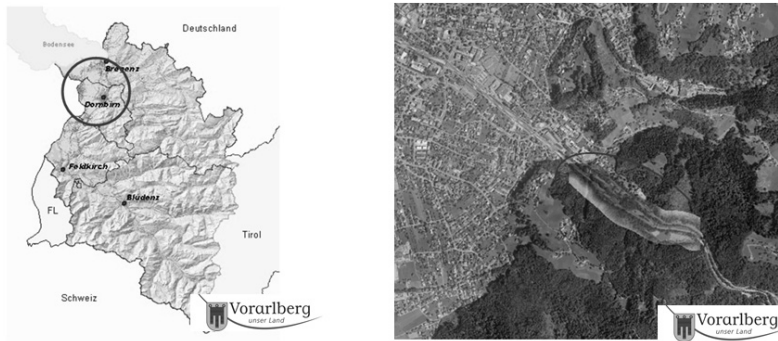 Deutschland
Bodensee
Bregenz
Dornbirn
Feldkirch
Bludenz
FL
Tirol
Schweiz
Vorarlberg
unser Land
Vorarlberg
unser Land